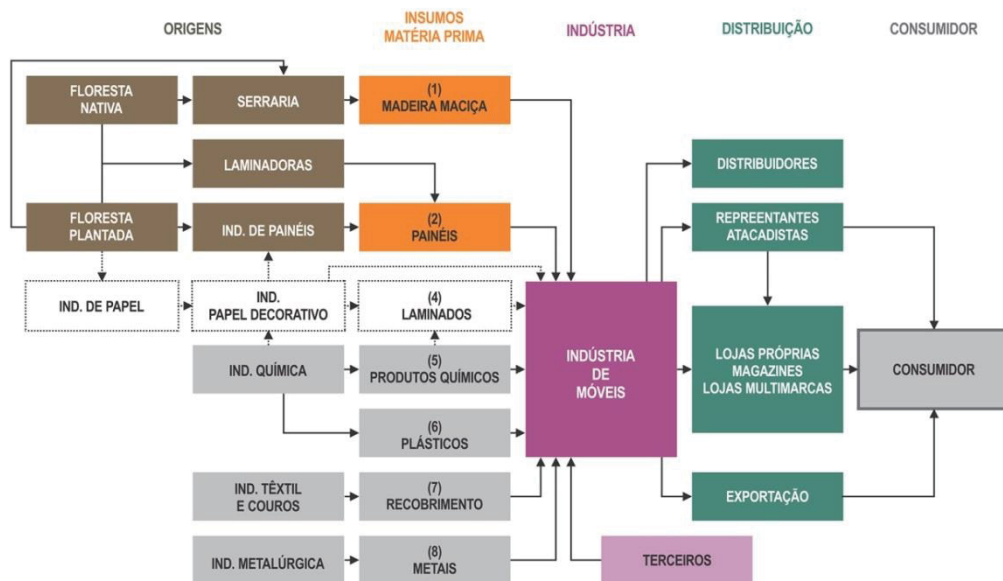 ORIGENS
INSUMOS
MATÉRIA PRIMA
INDÚSTRIA
DISTRIBUIÇÃO
CONSUMIDOR
FLORESTA
NATIVA
SERRARIA
(1)
MADEIRA MACIÇA
LAMINADORAS
DISTRIBUIDORES
FLORESTA
PLANTADA
IND. DE PAINÉIS
(2)
PAINÉIS
REPREENTANTES
ATACADISTAS
IND. DE PAPEL
IND.
PAPEL DECORATIVO
(4)
LAMINADOS
IND. QUÍMICA
(5)
PRODUTOS QUÍMICOS
INDÚSTRIA
DE
MÓVEIS
LOJAS PRÓPRIAS
MAGAZINES
LOJAS MULTIMARCAS
CONSUMIDOR
(6)
PLÁSTICOS
IND. TÊXTIL
E COUROS
(7)
RECOBRIMENTO
EXPORTAÇÃO
IND. METALÚRGICA
(8)
METAIS
TERCEIROS